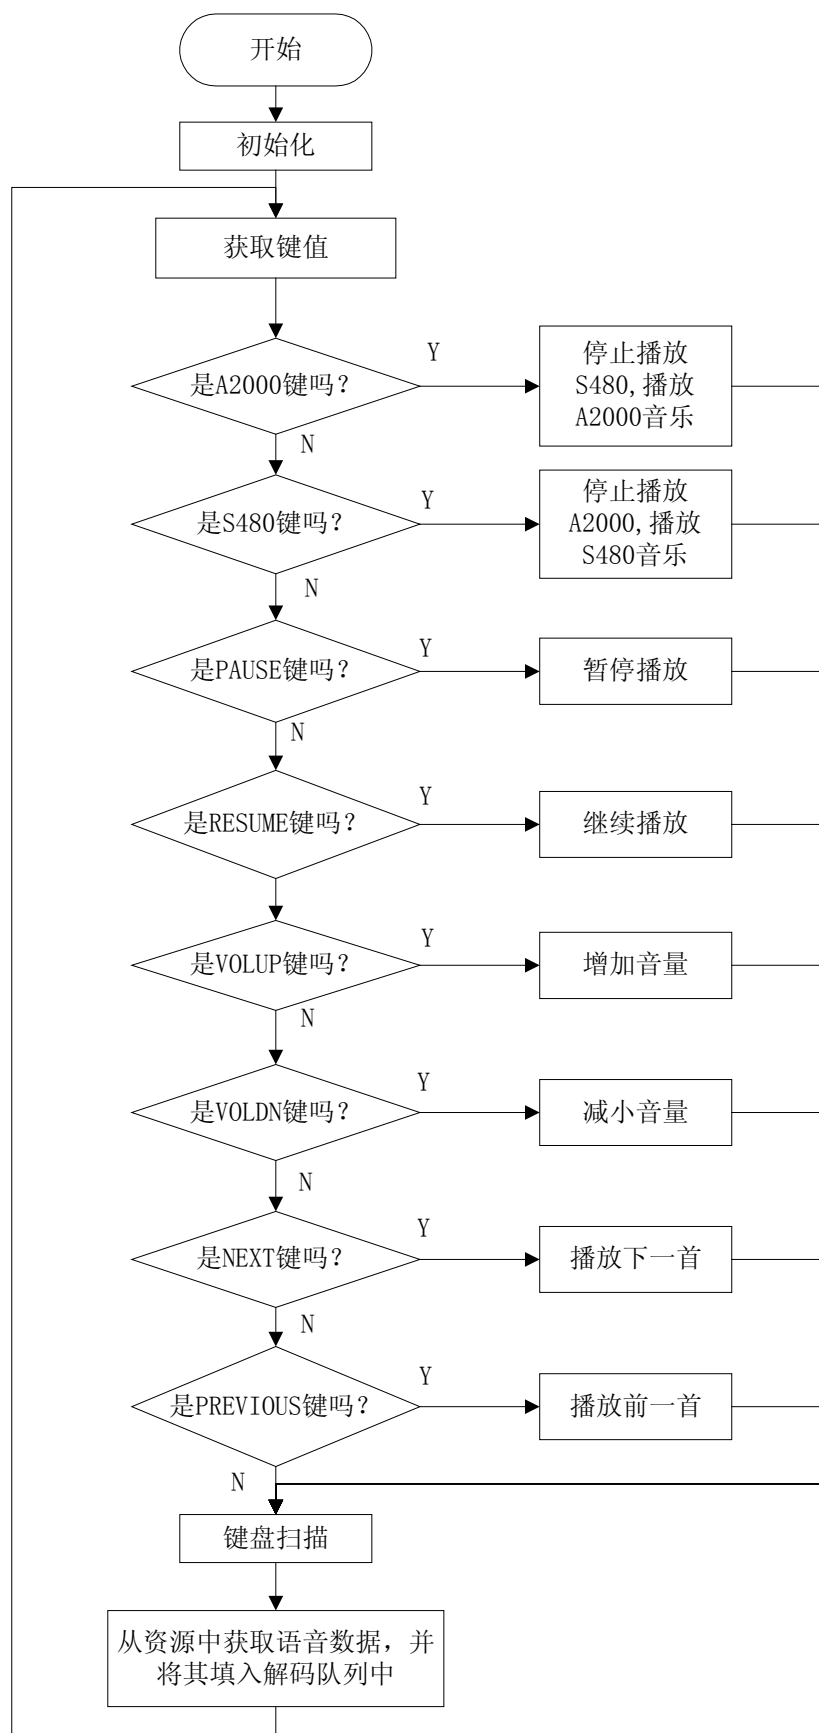 开始
初始化
获取键值
是A2000键吗？
Y
停止播放
S480,播放
A2000音乐
N
是S480键吗？
Y
停止播放
A2000,播放
S480音乐
N
是PAUSE键吗？
Y
暂停播放
N
是RESUME键吗？
Y
继续播放
是VOLUP键吗？
Y
增加音量
N
是VOLDN键吗？
Y
减小音量
N
是NEXT键吗？
Y
播放下一首
N
是PREVIOUS键吗？
Y
播放前一首
N
键盘扫描
从资源中获取语音数据，并
将其填入解码队列中